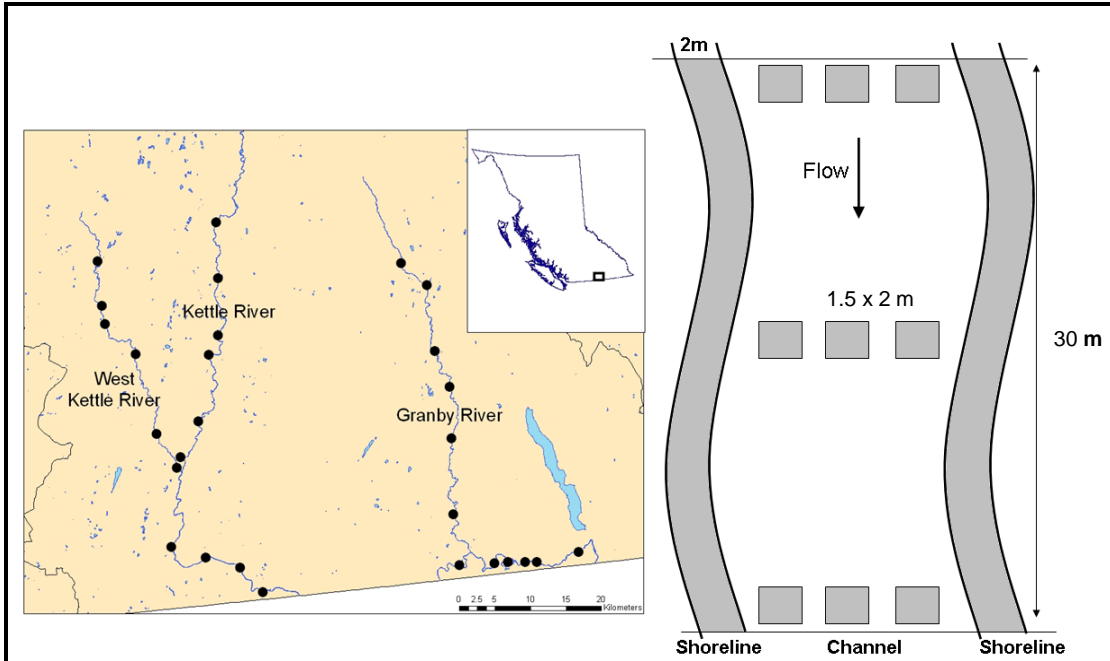 Kettle River
West
Kettle River
Granby River
0 2.5 5 10 15 20
Kilometers
2m
Flow
1.5 x 2 m
30 m
Shoreline Channel Shoreline